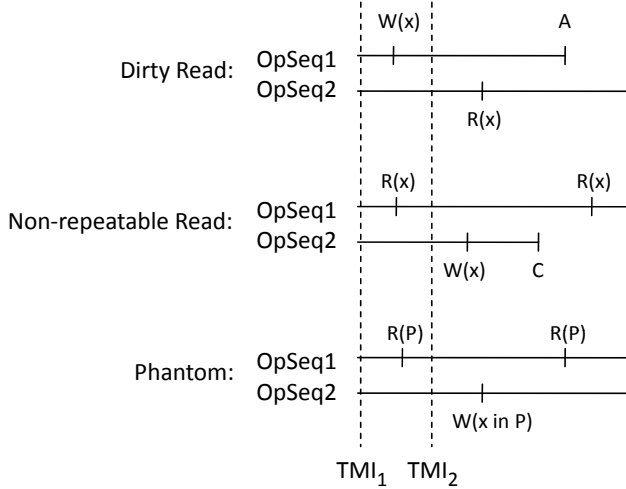 W(x) A
Dirty Read: OpSeq1
OpSeq2
R(x)
R(x) R(x)
Non-repeatable Read: OpSeq1
OpSeq2
W(x) C
R(P) R(P)
Phantom: OpSeq1
OpSeq2
W(x in P)
TMI₁ TMI₂